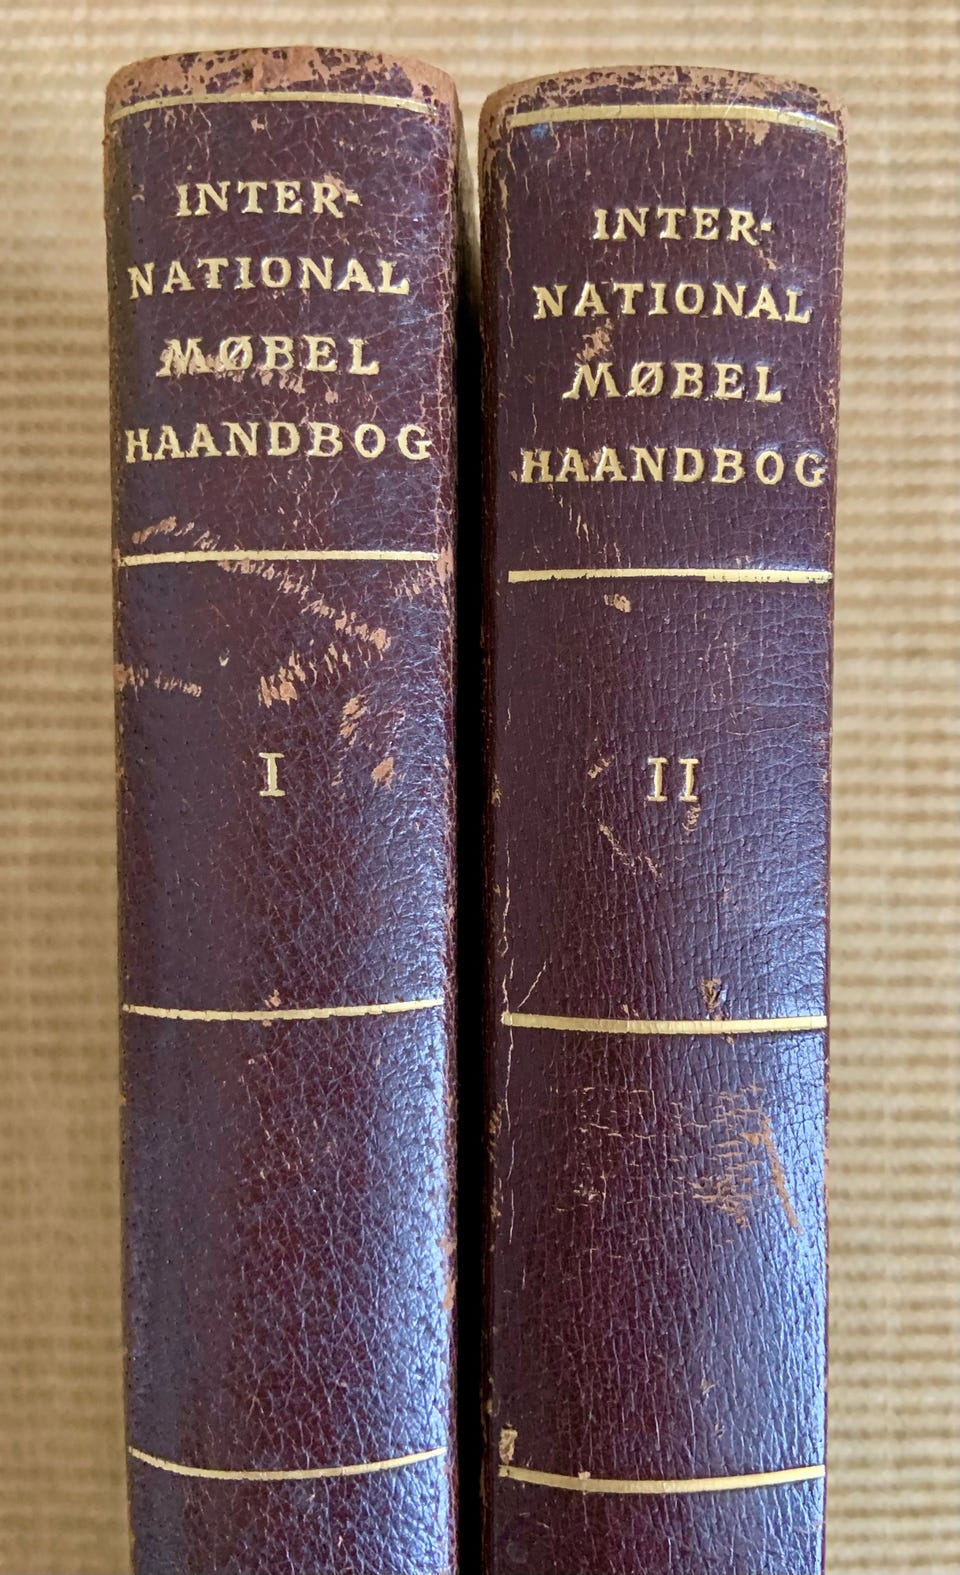 INTER-
NATIONAL
MØBEL
HAANDBOG
I
INTER-
NATIONAL
MØBEL
HAANDBOG
II